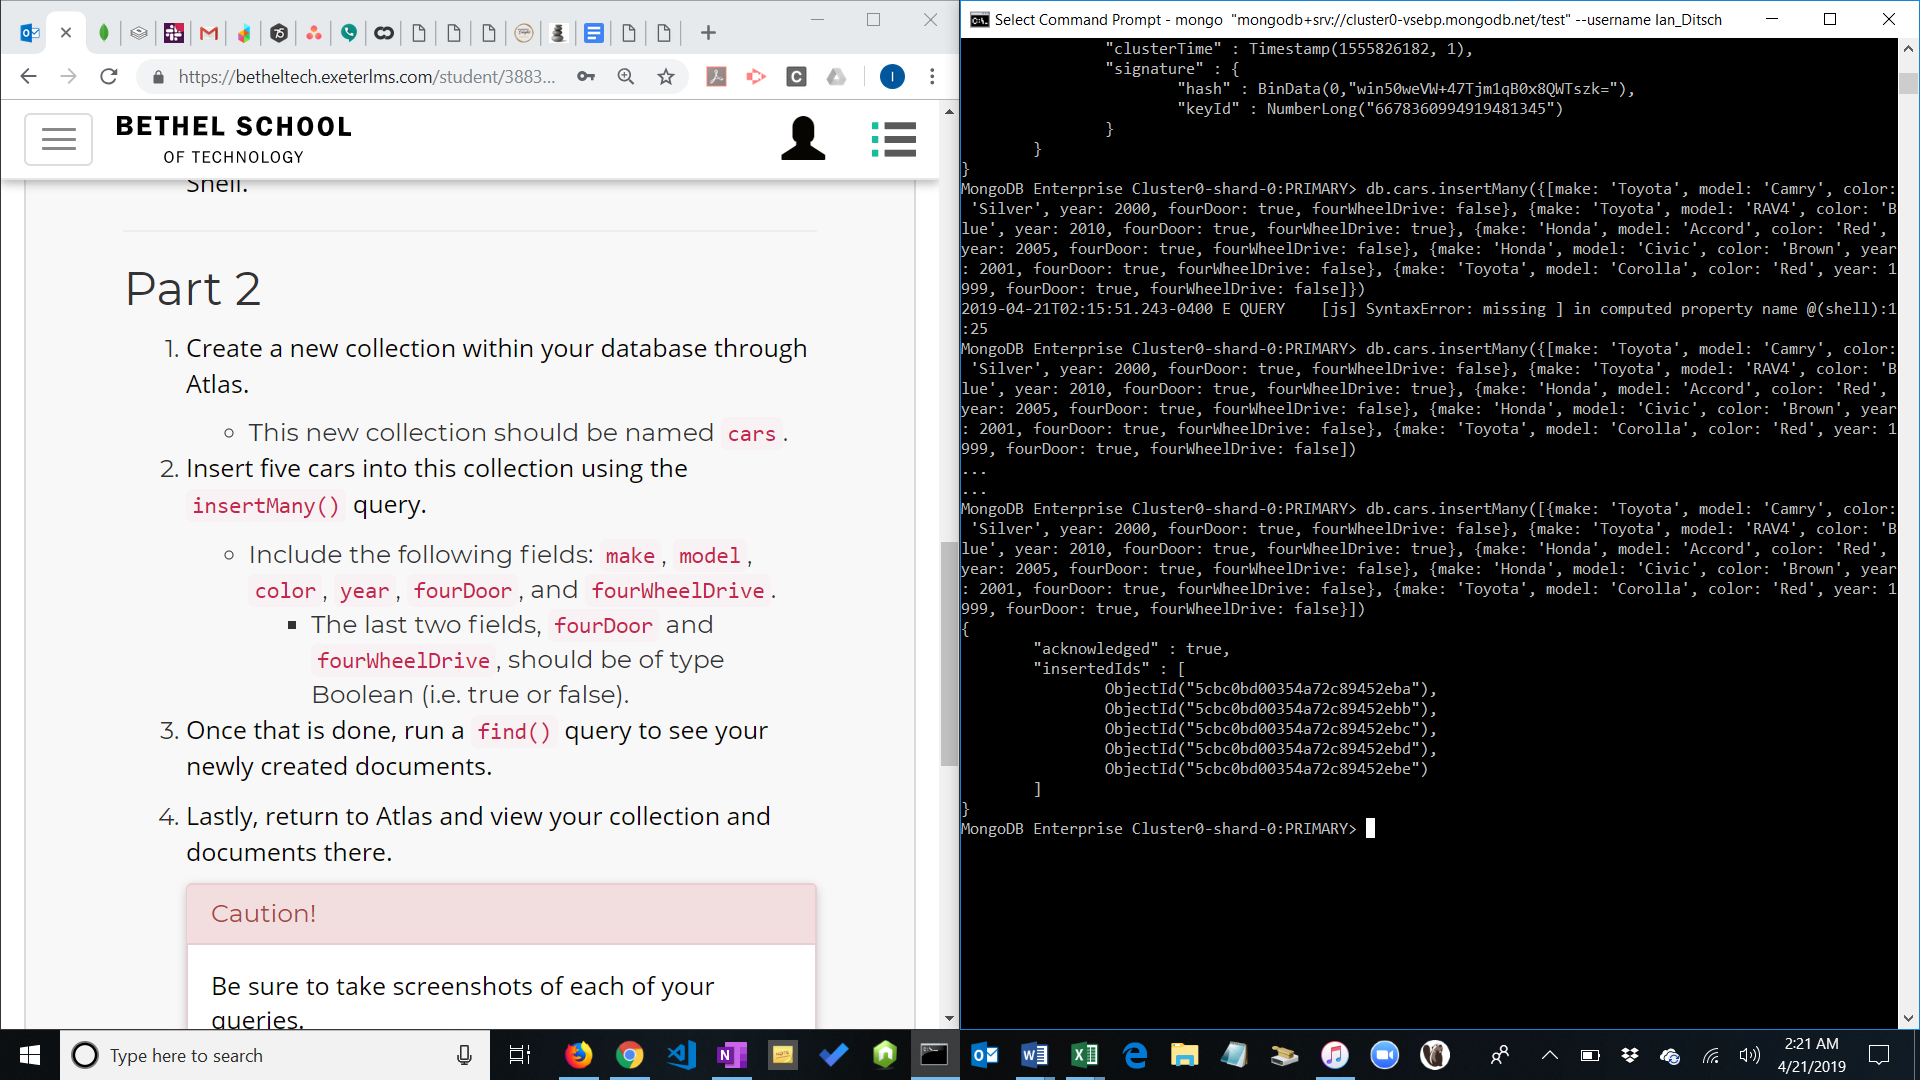 https://betheltech.exeterlms.com/student/3883...
BETHEL SCHOOL
OF TECHNOLOGY
Shell.
Part 2
1. Create a new collection within your database through
Atlas.
This new collection should be named cars .
2. Insert five cars into this collection using the
insertMany() query.
Include the following fields: make , model ,
color , year , fourDoor , and fourWheelDrive .
The last two fields, fourDoor and
fourWheelDrive , should be of type
Boolean (i.e. true or false).
3. Once that is done, run a find() query to see your
newly created documents.
4. Lastly, return to Atlas and view your collection and
documents there.
Caution!
Be sure to take screenshots of each of your
queries.
Select Command Prompt - mongo "mongodb+srv://cluster0-vsebp.mongodb.net/test" --username Ian_Ditsch
"clusterTime" : Timestamp(1555826182, 1),
"signature" : {
"hash" : BinData(0,"win50weVW+47Tjm1qB0x8QWTszk="),
"keyId" : NumberLong("6678360994919481345")
}
}
}
MongoDB Enterprise Cluster0-shard-0:PRIMARY> db.cars.insertMany({[make: 'Toyota', model: 'Camry', color:
'Silver', year: 2000, fourDoor: true, fourWheelDrive: false}, {make: 'Toyota', model: 'RAV4', color: 'B
lue', year: 2010, fourDoor: true, fourWheelDrive: true}, {make: 'Honda', model: 'Accord', color: 'Red',
year: 2005, fourDoor: true, fourWheelDrive: false}, {make: 'Honda', model: 'Civic', color: 'Brown', year
: 2001, fourDoor: true, fourWheelDrive: false}, {make: 'Toyota', model: 'Corolla', color: 'Red', year: 1
999, fourDoor: true, fourWheelDrive: false]})
2019-04-21T02:15:51.243-0400 E QUERY [js] SyntaxError: missing ] in computed property name @(shell):1
:25
MongoDB Enterprise Cluster0-shard-0:PRIMARY> db.cars.insertMany({[make: 'Toyota', model: 'Camry', color:
'Silver', year: 2000, fourDoor: true, fourWheelDrive: false}, {make: 'Toyota', model: 'RAV4', color: 'B
lue', year: 2010, fourDoor: true, fourWheelDrive: true}, {make: 'Honda', model: 'Accord', color: 'Red',
year: 2005, fourDoor: true, fourWheelDrive: false}, {make: 'Honda', model: 'Civic', color: 'Brown', year
: 2001, fourDoor: true, fourWheelDrive: false}, {make: 'Toyota', model: 'Corolla', color: 'Red', year: 1
999, fourDoor: true, fourWheelDrive: false])
...
...
MongoDB Enterprise Cluster0-shard-0:PRIMARY> db.cars.insertMany([{make: 'Toyota', model: 'Camry', color:
'Silver', year: 2000, fourDoor: true, fourWheelDrive: false}, {make: 'Toyota', model: 'RAV4', color: 'B
lue', year: 2010, fourDoor: true, fourWheelDrive: true}, {make: 'Honda', model: 'Accord', color: 'Red',
year: 2005, fourDoor: true, fourWheelDrive: false}, {make: 'Honda', model: 'Civic', color: 'Brown', year
: 2001, fourDoor: true, fourWheelDrive: false}, {make: 'Toyota', model: 'Corolla', color: 'Red', year: 1
999, fourDoor: true, fourWheelDrive: false}])
{
"acknowledged" : true,
"insertedIds" : [
ObjectId("5cbc0bd00354a72c89452eba"),
ObjectId("5cbc0bd00354a72c89452ebb"),
ObjectId("5cbc0bd00354a72c89452ebc"),
ObjectId("5cbc0bd00354a72c89452ebd"),
ObjectId("5cbc0bd00354a72c89452ebe")
]
}
MongoDB Enterprise Cluster0-shard-0:PRIMARY>
Type here to search
2:21 AM
4/21/2019